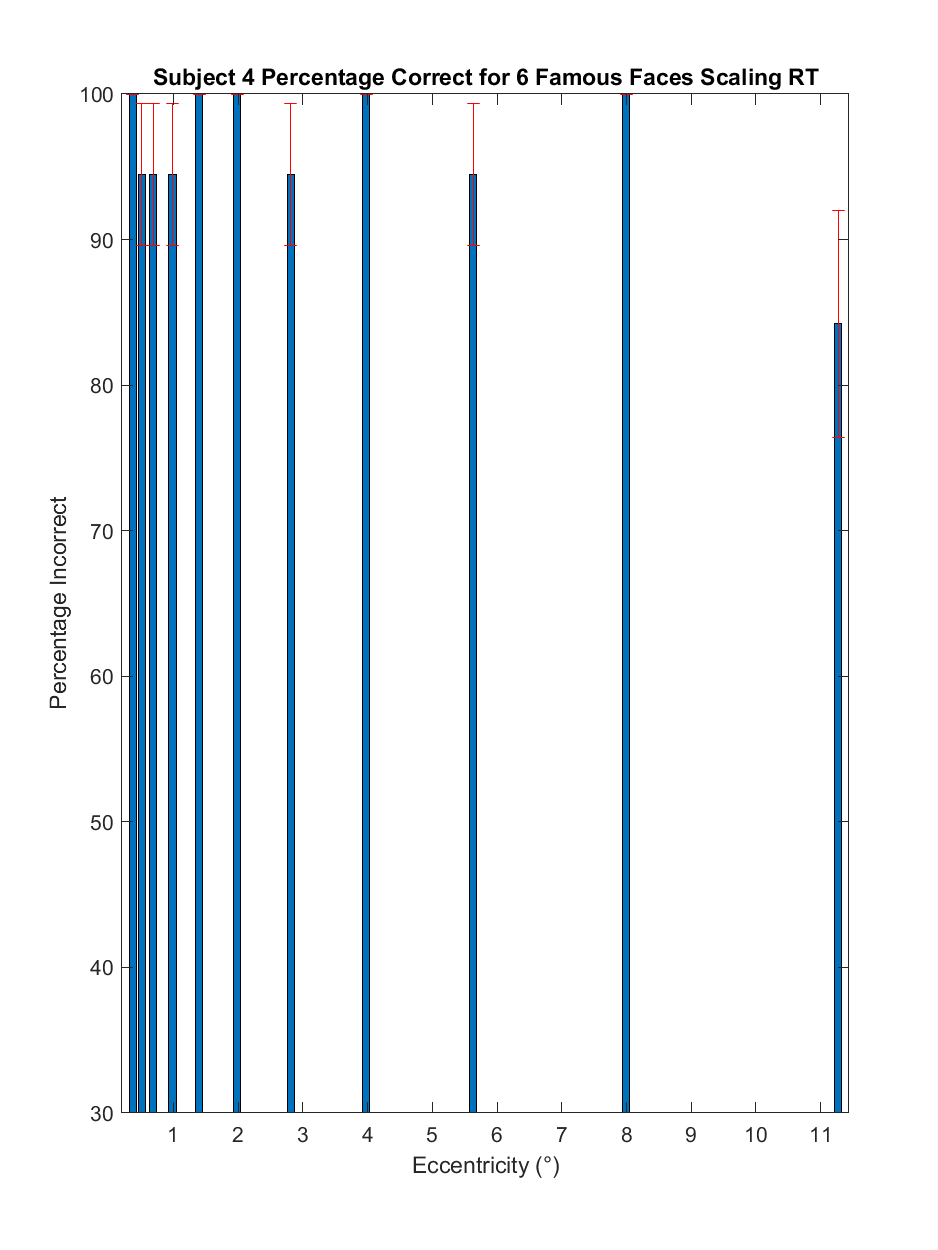 Subject 4 Percentage Correct for 6 Famous Faces Scaling RT
100
90
80
70
60
50
40
30
Percentage Incorrect
1 2 3 4 5 6 7 8 9 10 11
Eccentricity (°)